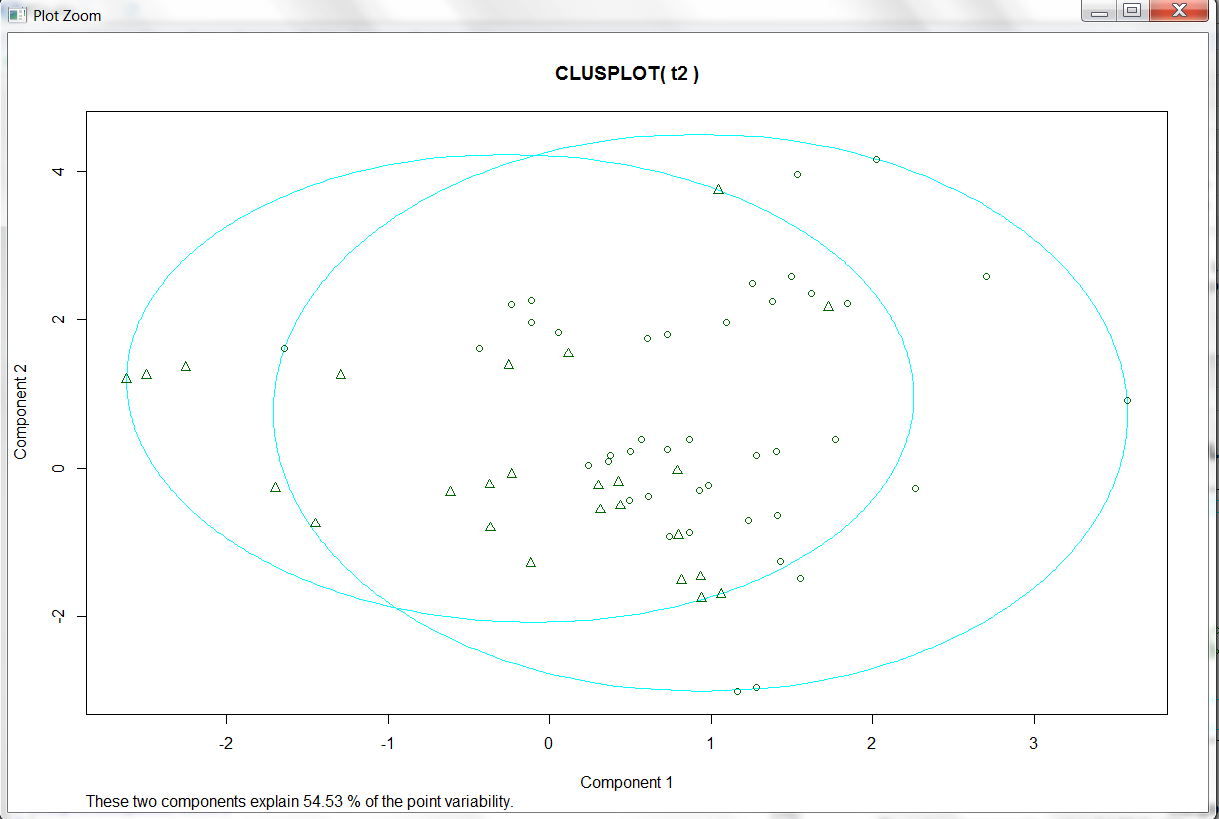 Plot Zoom
CLUSPLOT( t2 )
4
2
0
-2
Component 2
-2
-1
0
1
2
3
Component 1
These two components explain 54.53 % of the point variability.